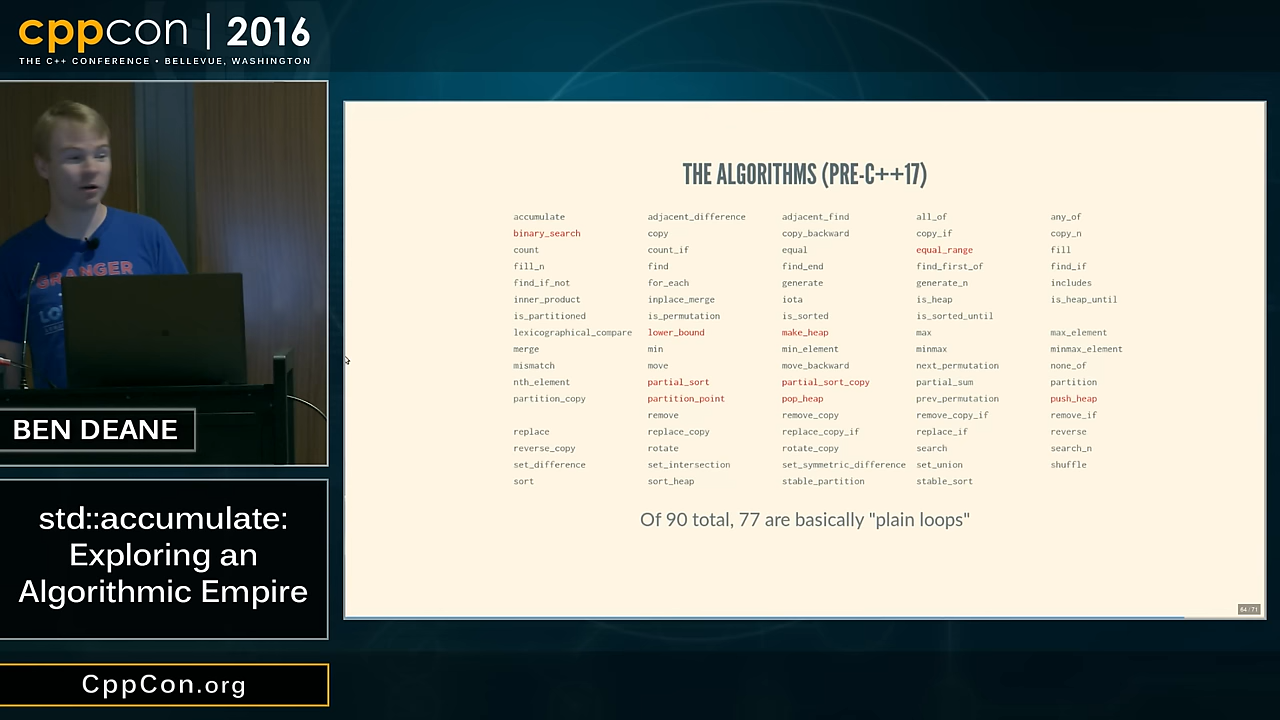 cppcon | 2016
THE C++ CONFERENCE • BELLEVUE, WASHINGTON
GRANGER
BEN DEANE
std::accumulate:
Exploring an
Algorithmic Empire
CppCon.org
THE ALGORITHMS (PRE-C++17)
accumulate adjacent_difference adjacent_find all_of any_of
binary_search copy copy_backward copy_if copy_n
count count_if equal equal_range fill
fill_n find find_end find_first_of find_if
find_if_not for_each generate generate_n includes
inner_product inplace_merge iota is_heap is_heap_until
is_partitioned is_permutation is_sorted is_sorted_until
lexicographical_compare lower_bound make_heap max max_element
merge min min_element minmax minmax_element
mismatch move move_backward next_permutation none_of
nth_element partial_sort partial_sort_copy partial_sum partition
partition_copy partition_point pop_heap prev_permutation push_heap
remove remove_copy remove_copy_if remove_if
replace replace_copy replace_copy_if replace_if reverse
reverse_copy rotate rotate_copy search search_n
set_difference set_intersection set_symmetric_difference set_union shuffle
sort sort_heap stable_partition stable_sort
Of 90 total, 77 are basically "plain loops"
64 / 71